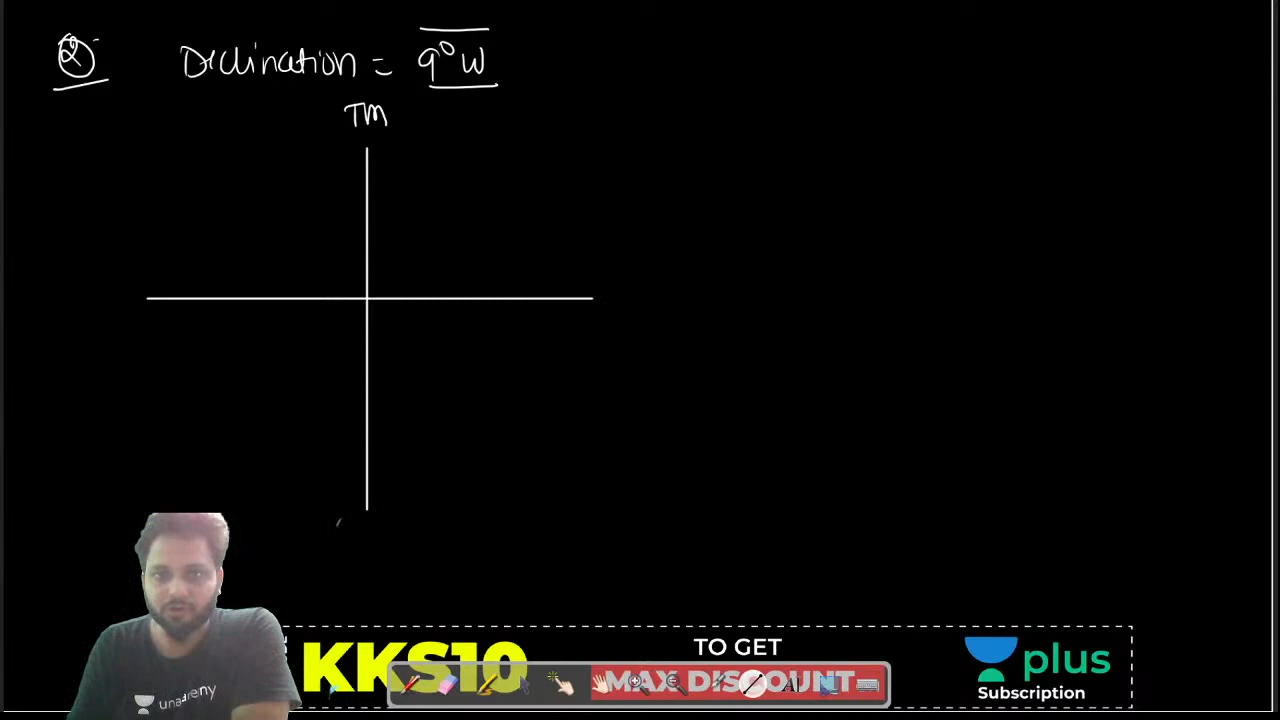 Q) Declination = 9° W
TM
unacademy
KKS10
TO GET
MAX DISCOUNT
plus
Subscription